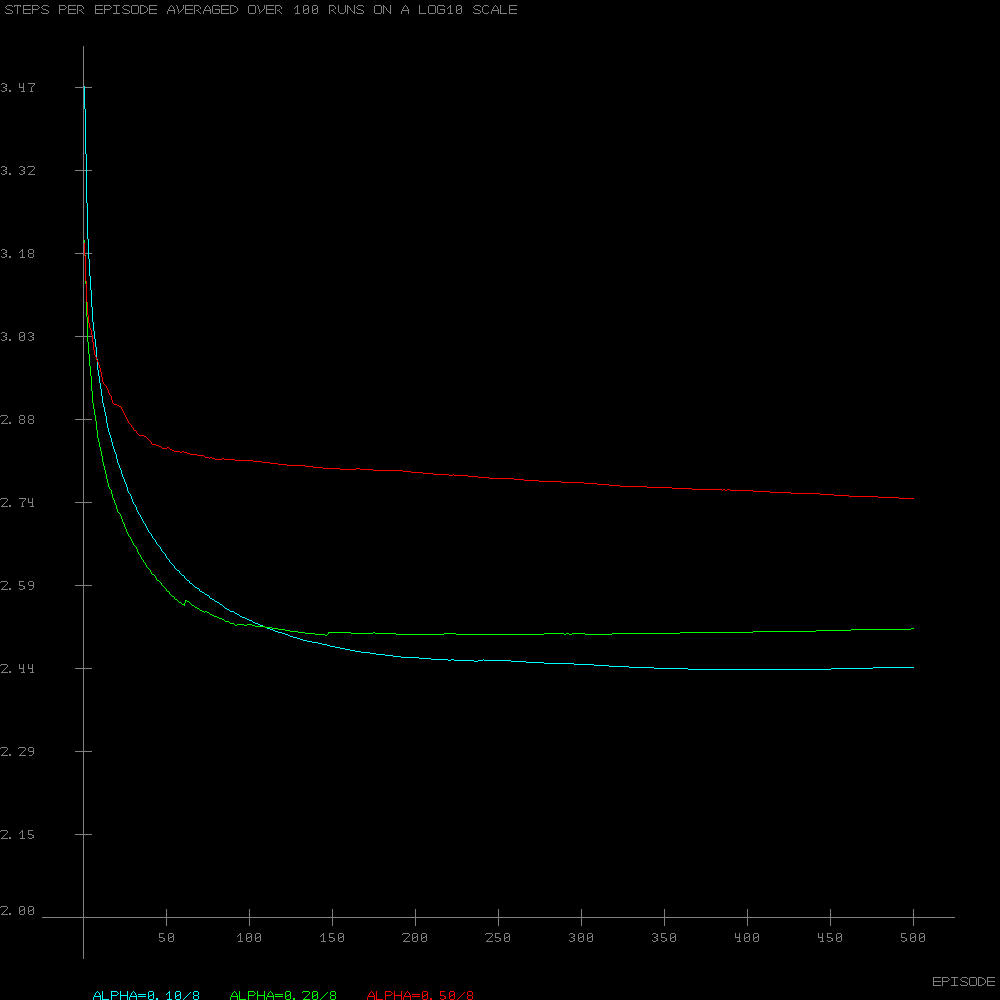 STEPS PER EPISODE AVERAGED OVER 100 RUNS ON A LOG10 SCALE
3.47
3.32
3.18
3.03
2.88
2.74
2.59
2.44
2.29
2.15
2.00
50 100 150 200 250 300 350 400 450 500
EPISODE
ALPHA=0.10/8 ALPHA=0.20/8 ALPHA=0.50/8